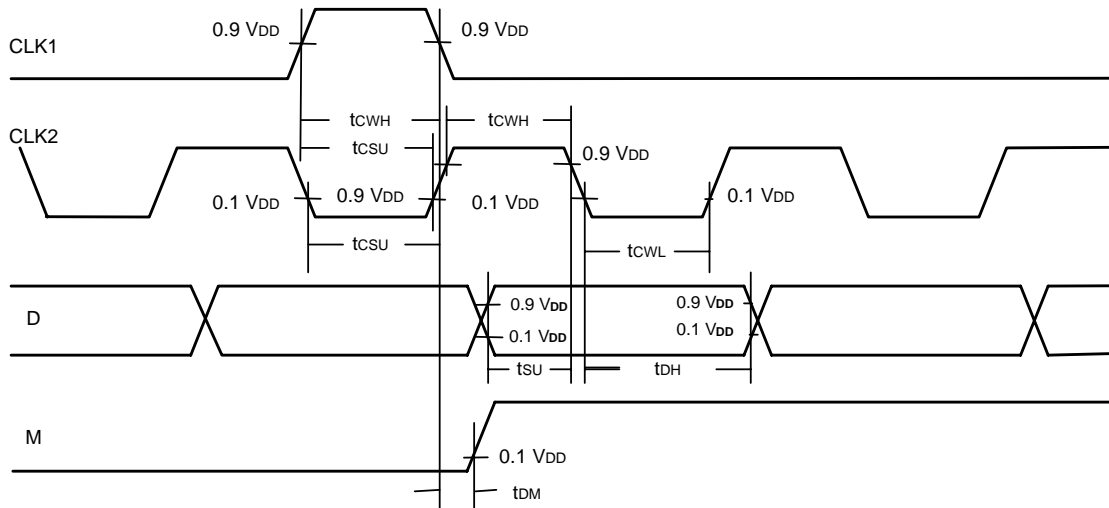 0.9 VDD
0.9 VDD
CLK1
tCWH
tCWH
CLK2
tCSU
0.9 VDD
0.1 VDD
0.9 VDD
0.1 VDD
0.1 VDD
tCSU
tCWL
D
0.9 VDD
0.9 VDD
0.1 VDD
0.1 VDD
tSU
tDH
M
0.1 VDD
tDM